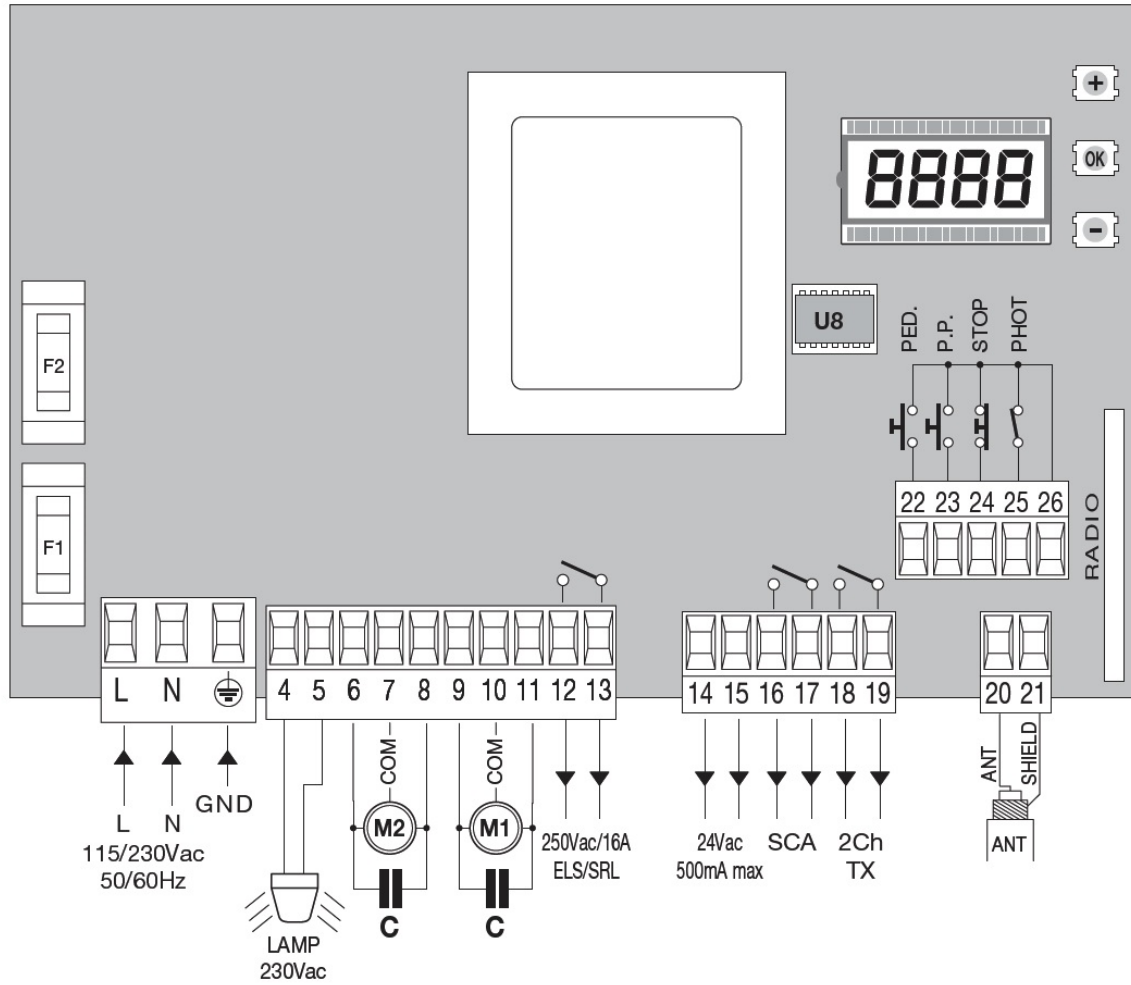 +
OK
-
8888
U8
F2
F1
PED.
P.P.
STOP
PHOT
22 23 24 25 26
RADIO
L N
4 5 6 7 8 9 10 11 12 13
14 15 16 17 18 19
20 21
L N GND
115/230Vac
50/60Hz
LAMP
230Vac
COM
M2
C
COM
M1
C
250Vac/16A
ELS/SRL
24Vac
500mA max
SCA
2Ch
TX
ANT
SHIELD
ANT